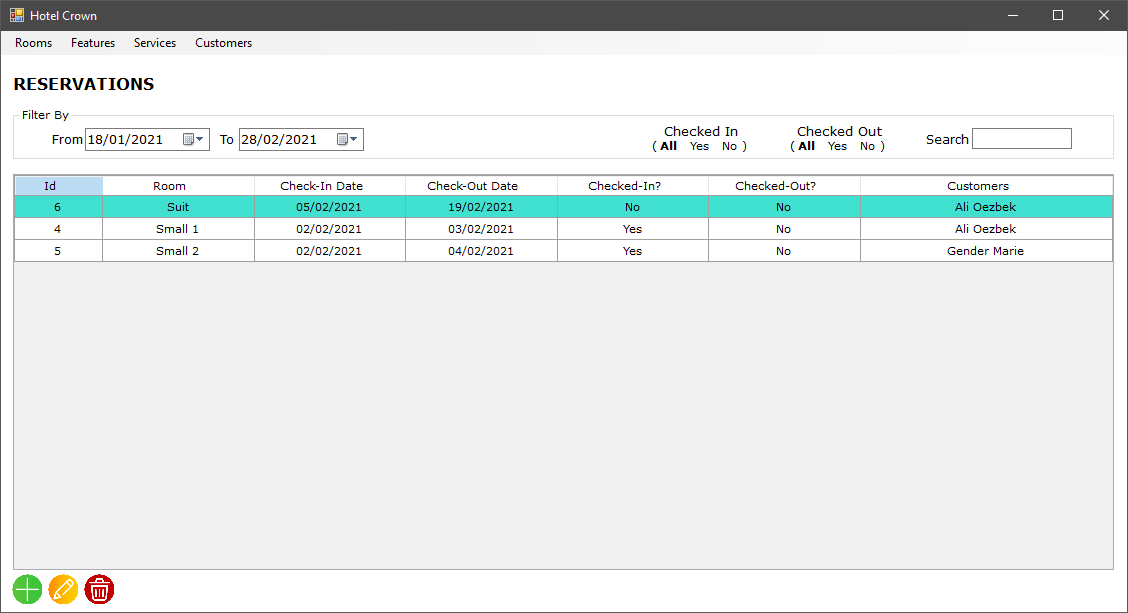 Hotel Crown
Rooms Features Services Customers
RESERVATIONS
Filter By
From 18/01/2021 To 28/02/2021 Checked In Checked Out Search
( All Yes No ) ( All Yes No )
Id Room Check-In Date Check-Out Date Checked-In? Checked-Out? Customers
6 Suit 05/02/2021 19/02/2021 No No Ali Oezbek
4 Small 1 02/02/2021 03/02/2021 Yes No Ali Oezbek
5 Small 2 02/02/2021 04/02/2021 Yes No Gender Marie